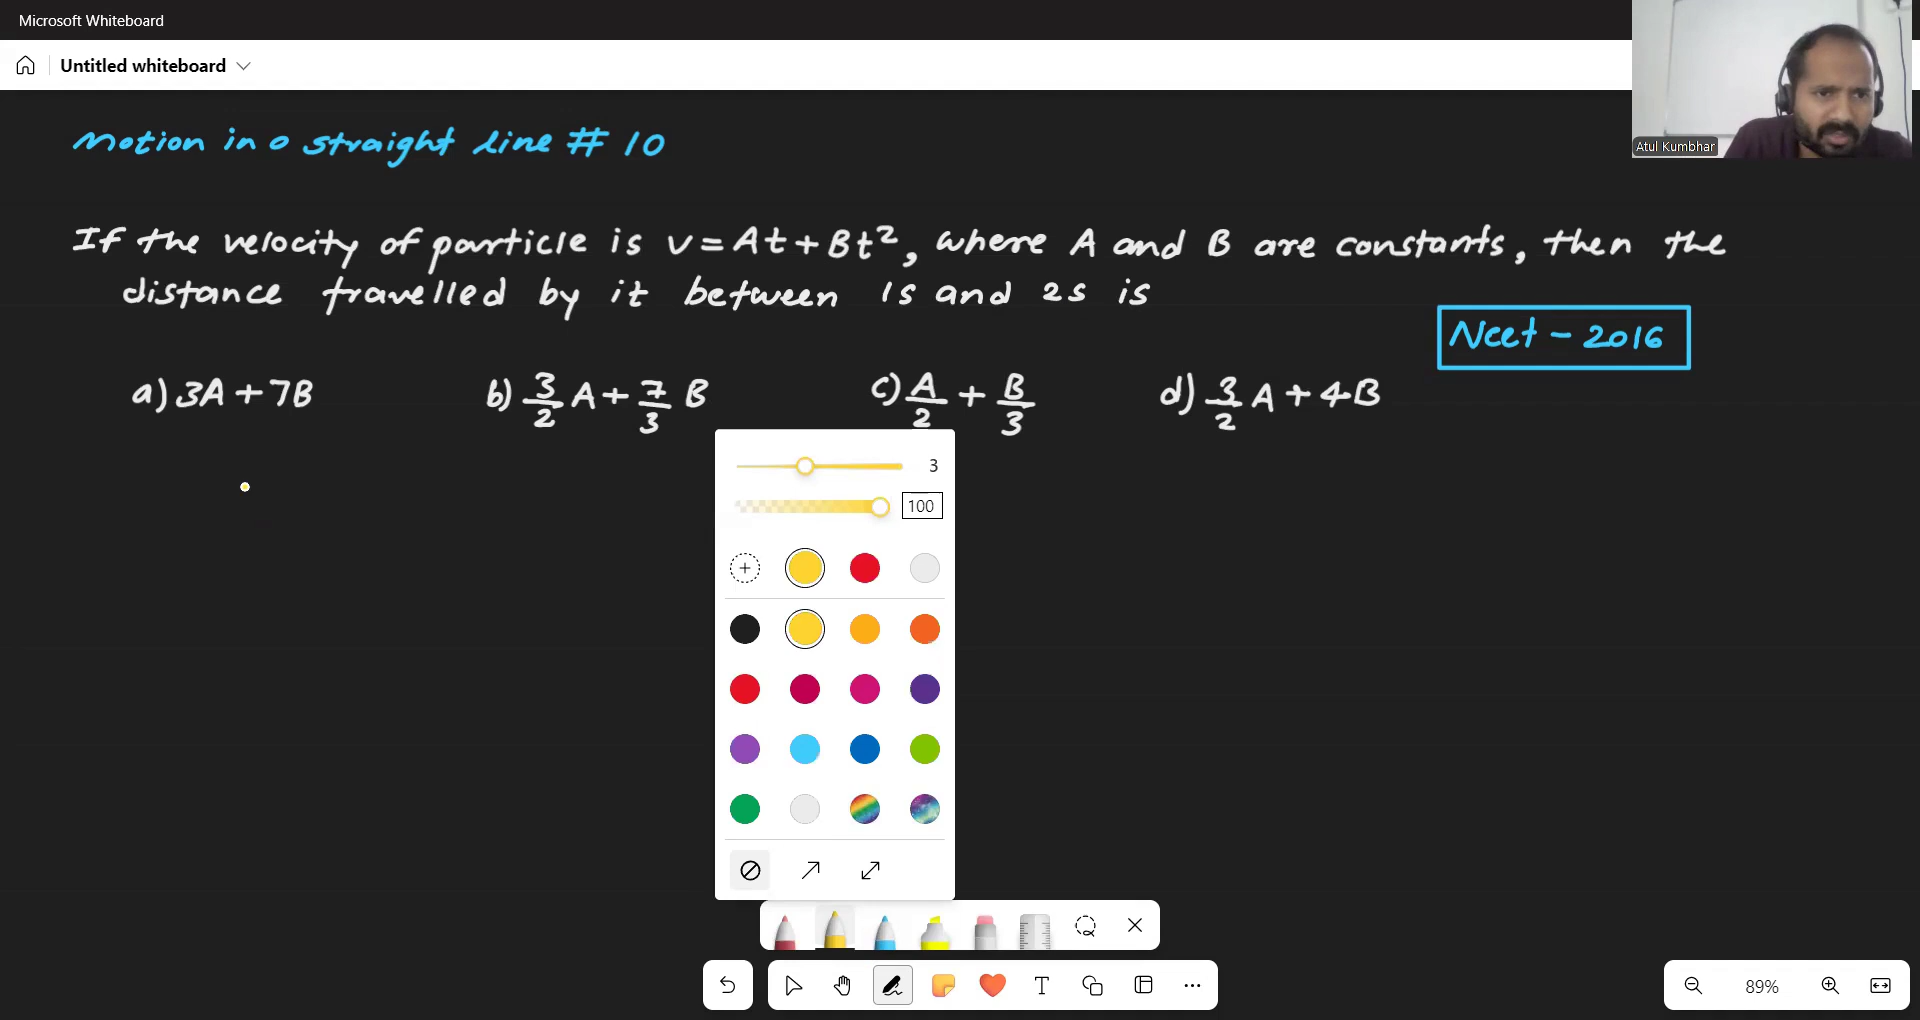 Microsoft Whiteboard
Untitled whiteboard
Atul Kumbhar
Motion in a straight line # 10
If the velocity of particle is v = At + Bt², where A and B are constants, then the
distance travelled by it between 1s and 2s is
Neet - 2016
a) 3A + 7B b) 3/2 A + 7/3 B c) A/2 + B/3 d) 3/2 A + 4B
3
100
89%